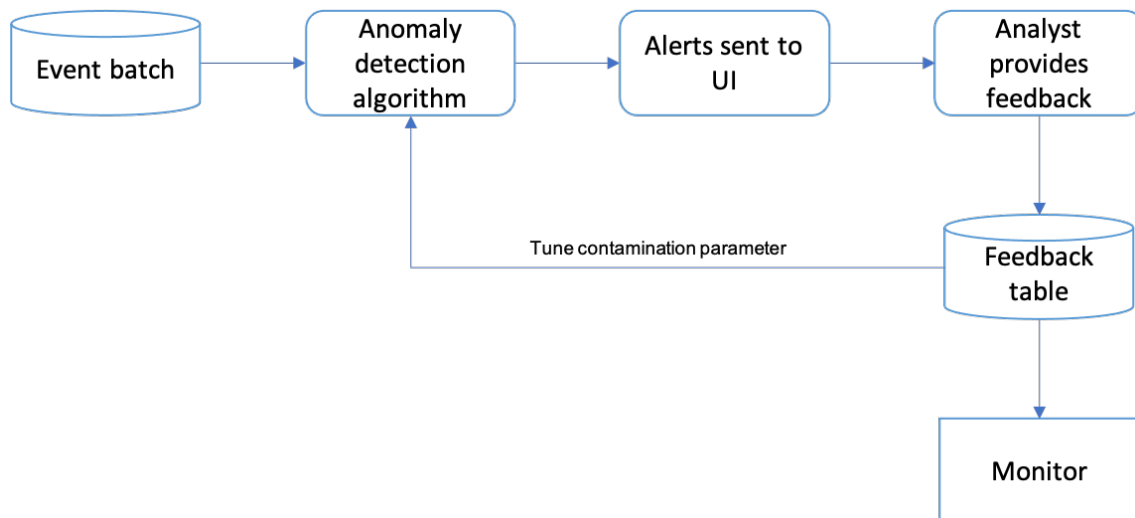 Event batch
Anomaly
detection
algorithm
Alerts sent to
UI
Analyst
provides
feedback
Tune contamination parameter
Feedback
table
Monitor